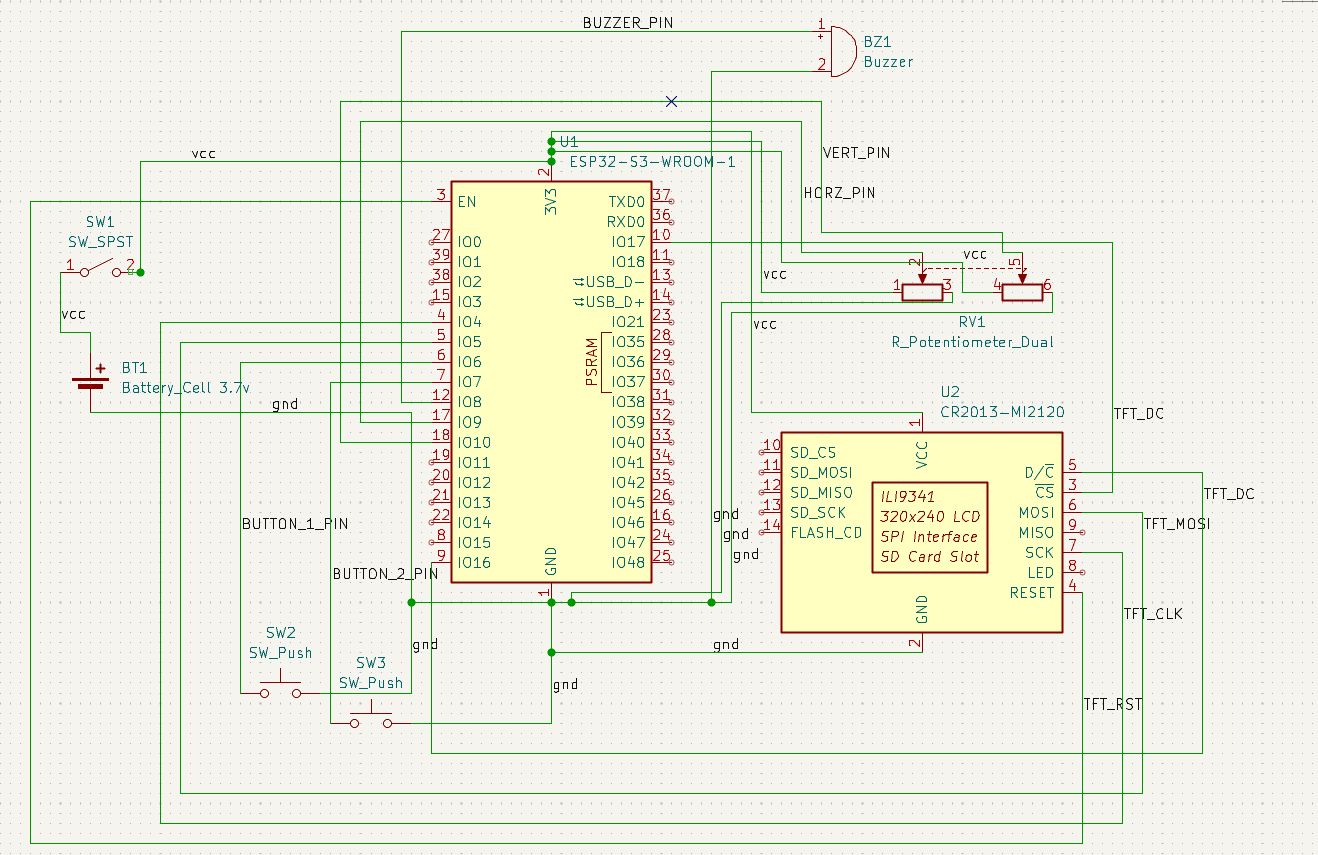 BUZZER_PIN
1
+
2
BZ1
Buzzer
vcc
U1
ESP32-S3-WROOM-1
2
3V3
VERT_PIN
HORZ_PIN
SW1
SW_SPST
1
2
vcc
BT1
+
Battery_Cell 3.7v
gnd
3 EN
27 IO0
39 IO1
38 IO2
15 IO3
4 IO4
5 IO5
6 IO6
7 IO7
12 IO8
17 IO9
18 IO10
19 IO11
20 IO12
21 IO13
22 IO14
8 IO15
9 IO16
TXD0 37
RXD0 36
IO17 10
IO18 11
USB_D- 13
USB_D+ 14
IO21 23
IO35 28
IO36 29
IO37 30
IO38 31
IO39 32
IO40 33
IO41 34
IO42 35
IO45 26
IO46 16
IO47 24
IO48 25
PSRAM
GND
1
vcc
vcc
vcc
2
5
1
3
4
6
RV1
R_Potentiometer_Dual
U2
CR2013-MI2120
1
VCC
10 SD_CS
11 SD_MOSI
12 SD_MISO
13 SD_SCK
14 FLASH_CD
ILI9341
320x240 LCD
SPI Interface
SD Card Slot
D/C 5
CS 3
MOSI 6
MISO 9
SCK 7
LED 8
RESET 4
GND
2
TFT_DC
TFT_DC
TFT_MOSI
TFT_CLK
TFT_RST
gnd
gnd
gnd
BUTTON_1_PIN
BUTTON_2_PIN
gnd
gnd
gnd
SW2
SW_Push
SW3
SW_Push